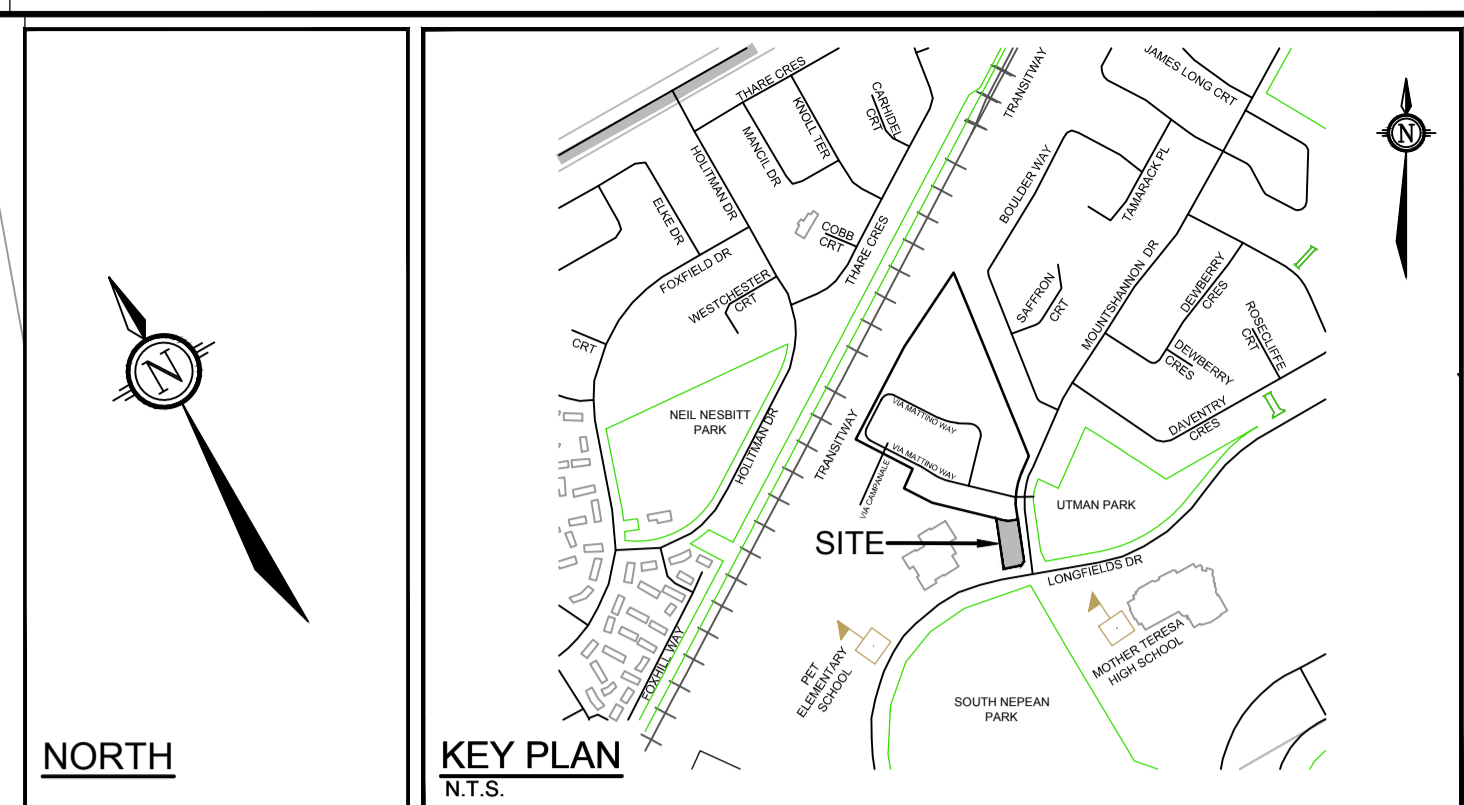 N
NORTH
THARE CRES
TRANSITWAY
JAMES LONG CRT
KNOLL TER
CARHIDEL
CRT
MANCIL DR
HOLITMAN DR
N
BOULDER WAY
TAMARACK PL
ELKE DR
COBB
CRT
THARE CRES
FOXFIELD DR
WESTCHESTER
CRT
SAFFRON
CRT
MOUNTSHANNON DR
DEWBERRY
CRES
ROSECLIFFE
CRT
CRT
DEWBERRY
CRES
NEIL NESBITT
PARK
HOLITMAN DR
TRANSITWAY
VIA MATTINO WAY
VIA MATTINO WAY
VIA CAMPANALE
DAVENTRY
CRES
UTMAN PARK
SITE
LONGFIELDS DR
FOXHILL WAY
PET
ELEMENTARY
SCHOOL
MOTHER TERESA
HIGH SCHOOL
SOUTH NEPEAN
PARK
KEY PLAN
N.T.S.